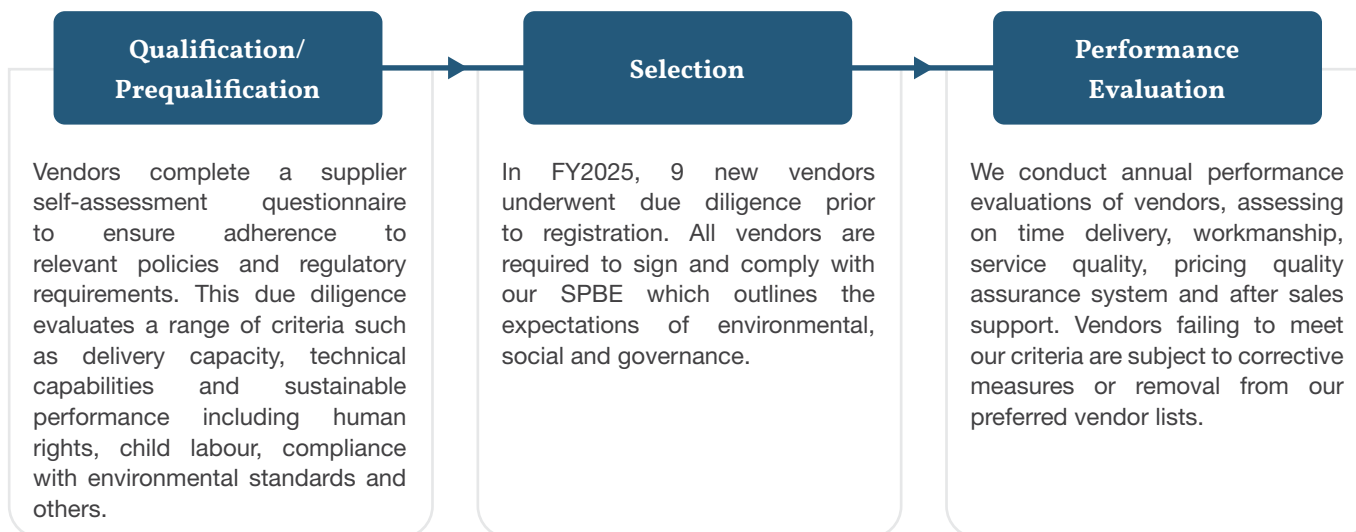 Qualification/
Prequalification
Vendors complete a supplier
self-assessment questionnaire
to ensure adherence to
relevant policies and regulatory
requirements. This due diligence
evaluates a range of criteria such
as delivery capacity, technical
capabilities and sustainable
performance including human
rights, child labour, compliance
with environmental standards and
others.
Selection
In FY2025, 9 new vendors
underwent due diligence prior
to registration. All vendors are
required to sign and comply with
our SPBE which outlines the
expectations of environmental,
social and governance.
Performance
Evaluation
We conduct annual performance
evaluations of vendors, assessing
on time delivery, workmanship,
service quality, pricing quality
assurance system and after sales
support. Vendors failing to meet
our criteria are subject to corrective
measures or removal from our
preferred vendor lists.